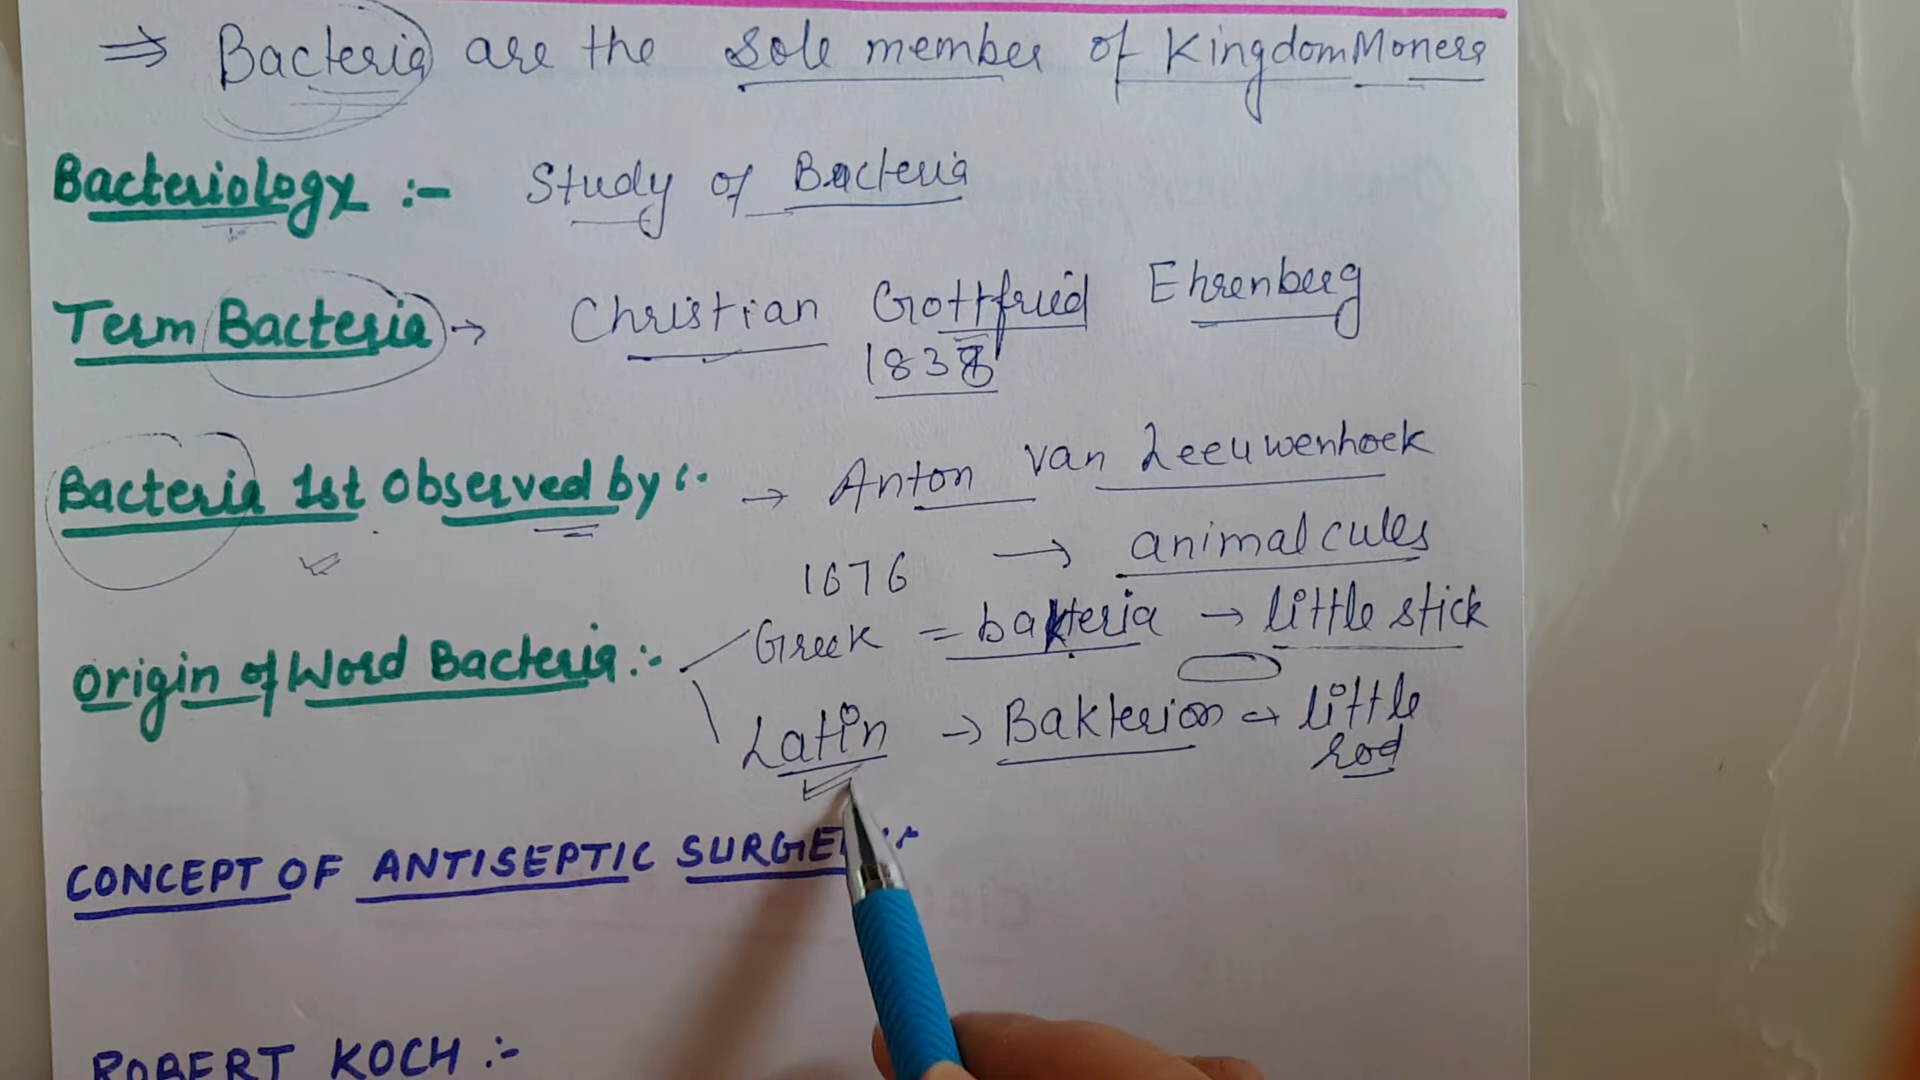 ⇒ Bacteria are the sole member of Kingdom Monera
Bacteriology :- Study of Bacteria
Term Bacteria → Christian Gottfried Ehrenberg
1838
Bacteria 1st Observed by :- → Anton van Leeuwenhoek
1676 → animalcules
Origin of Word Bacteria :- Greek = bakteria → little stick
Latin → Bakterion → little
rod
CONCEPT OF ANTISEPTIC
ROBERT KOCH :-